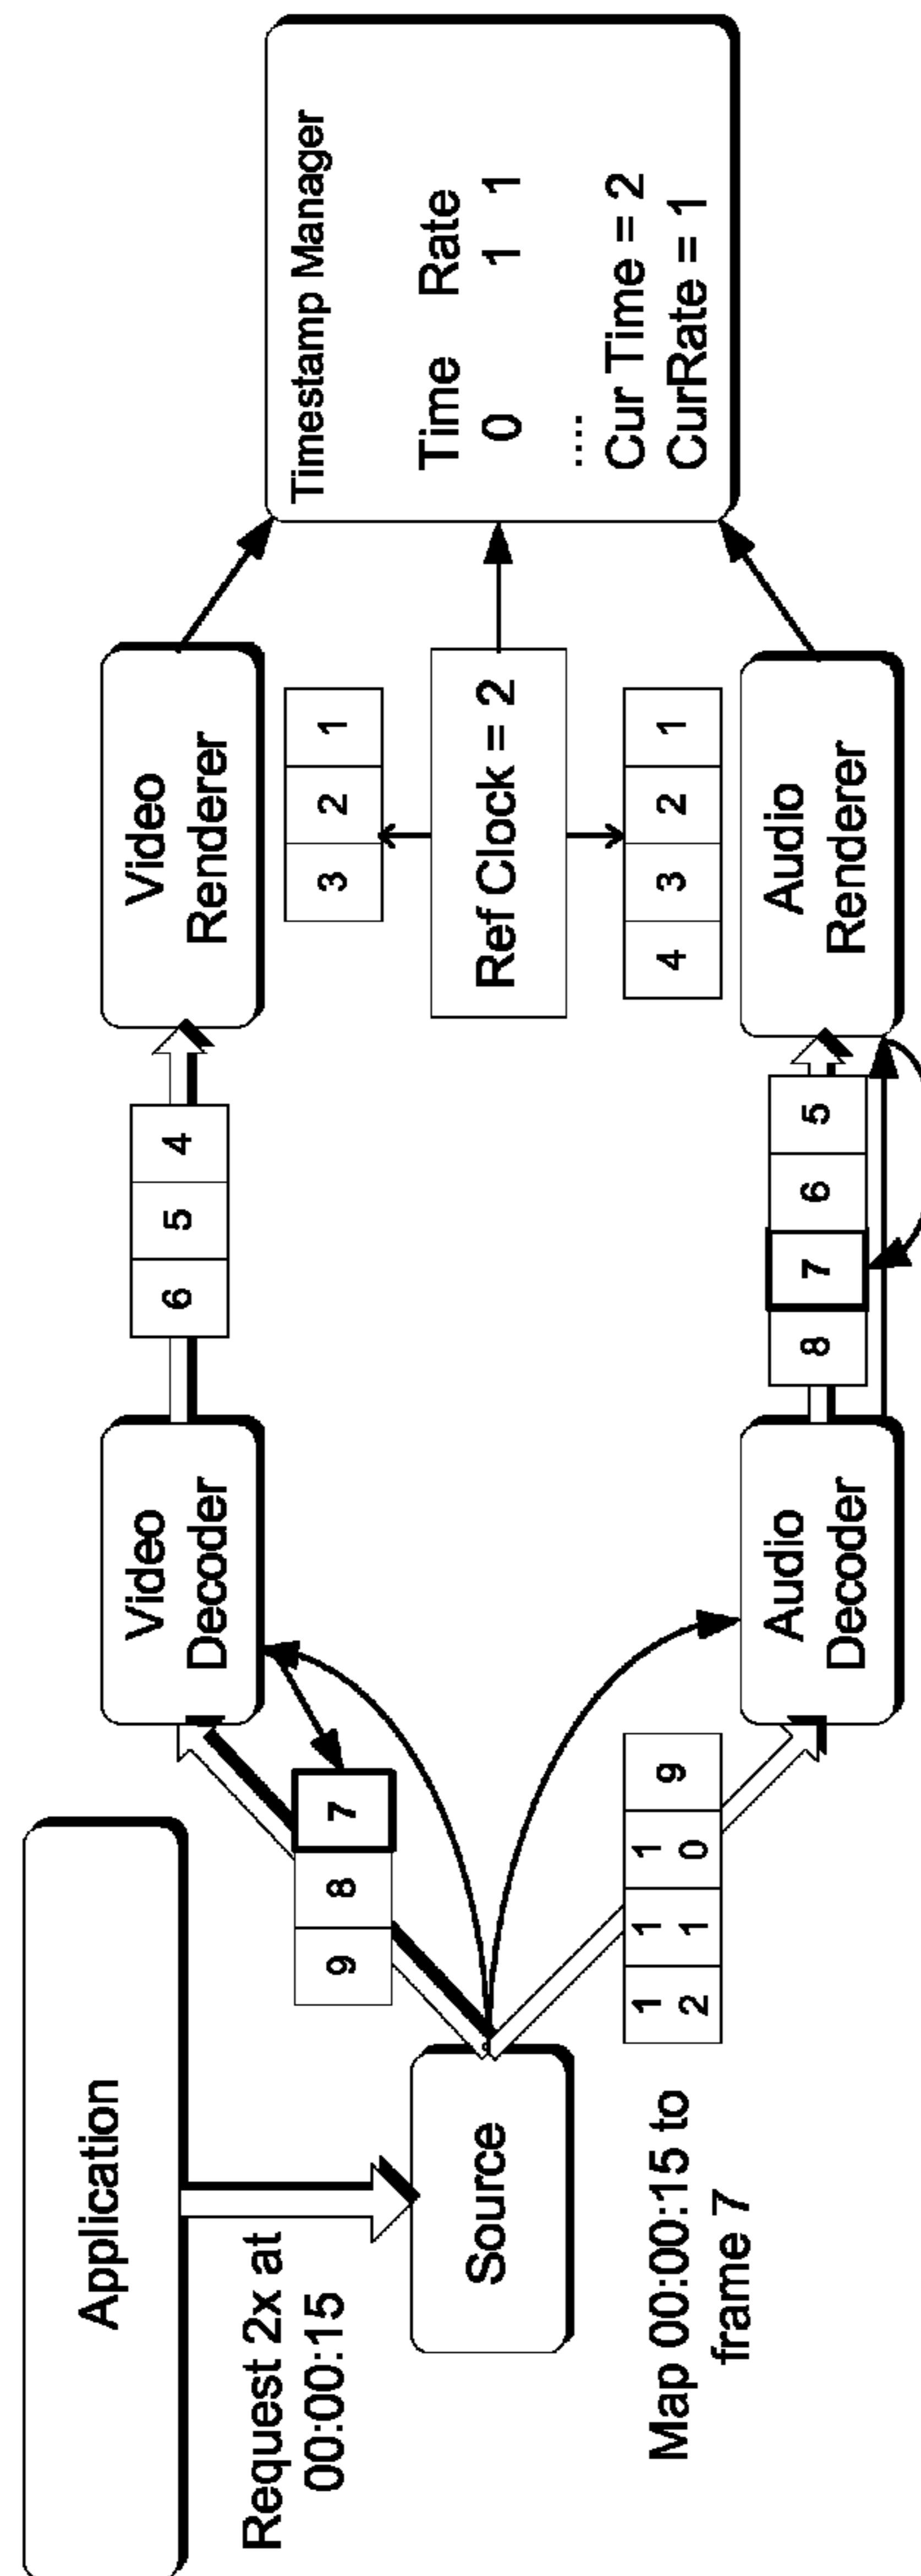 Application
Request 2x at
00:00:15
Source
Map 00:00:15 to
frame 7
9 8 7
Video
Decoder
6 5 4
Video
Renderer
3 2 1
Ref Clock = 2
12 11 10 9
Audio
Decoder
8 7 6 5
Audio
Renderer
4 3 2 1
Timestamp Manager
Time Rate
0 1 1
....
Cur Time = 2
CurRate = 1